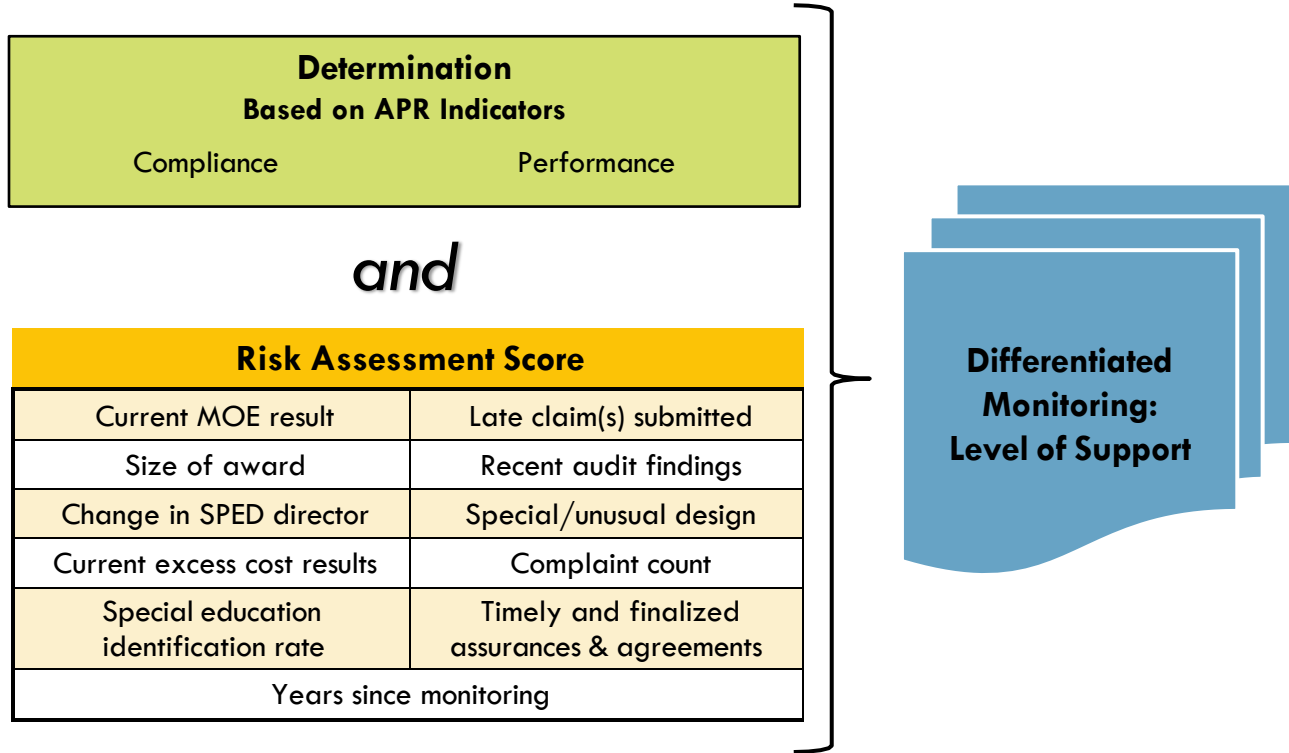 Determination
Based on APR Indicators
Compliance Performance
and
Risk Assessment Score
Current MOE result Late claim(s) submitted
Size of award Recent audit findings
Change in SPED director Special/unusual design
Current excess cost results Complaint count
Special education
identification rate
Timely and finalized
assurances & agreements
Years since monitoring
Differentiated
Monitoring:
Level of Support